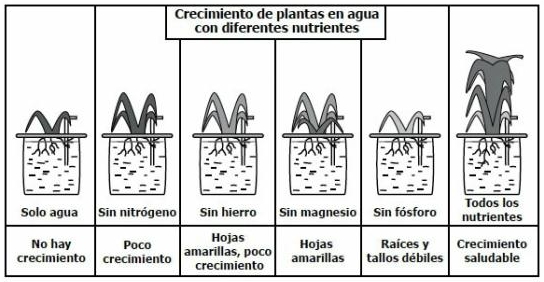 Crecimiento de plantas en agua
con diferentes nutrientes
Solo agua
Sin nitrógeno
Sin hierro
Sin magnesio
Sin fósforo
Todos los
nutrientes
No hay
crecimiento
Poco
crecimiento
Hojas
amarillas, poco
crecimiento
Hojas
amarillas
Raíces y
tallos débiles
Crecimiento
saludable